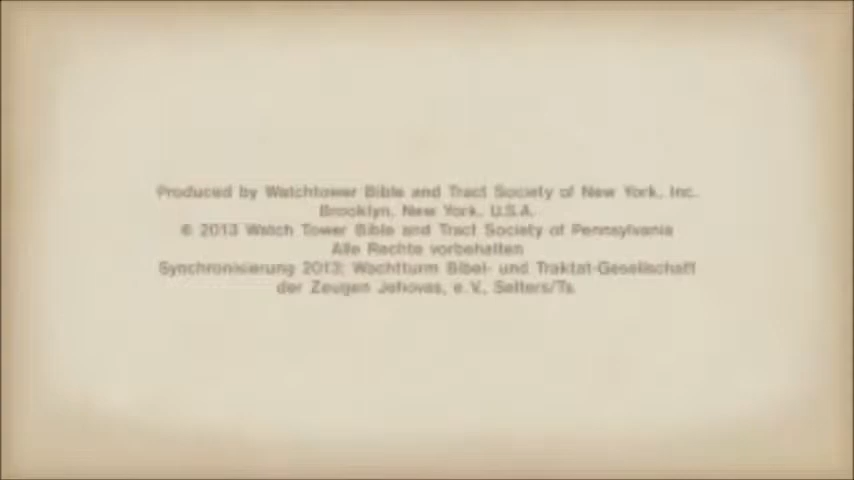 Produced by Watchtower Bible and Tract Society of New York, Inc.
Brooklyn, New York, U.S.A.
© 2013 Watch Tower Bible and Tract Society of Pennsylvania
Alle Rechte vorbehalten
Synchronisierung 2013: Wachtturm Bibel- und Traktat-Gesellschaft
der Zeugen Jehovas, e. V., Selters/Ts.